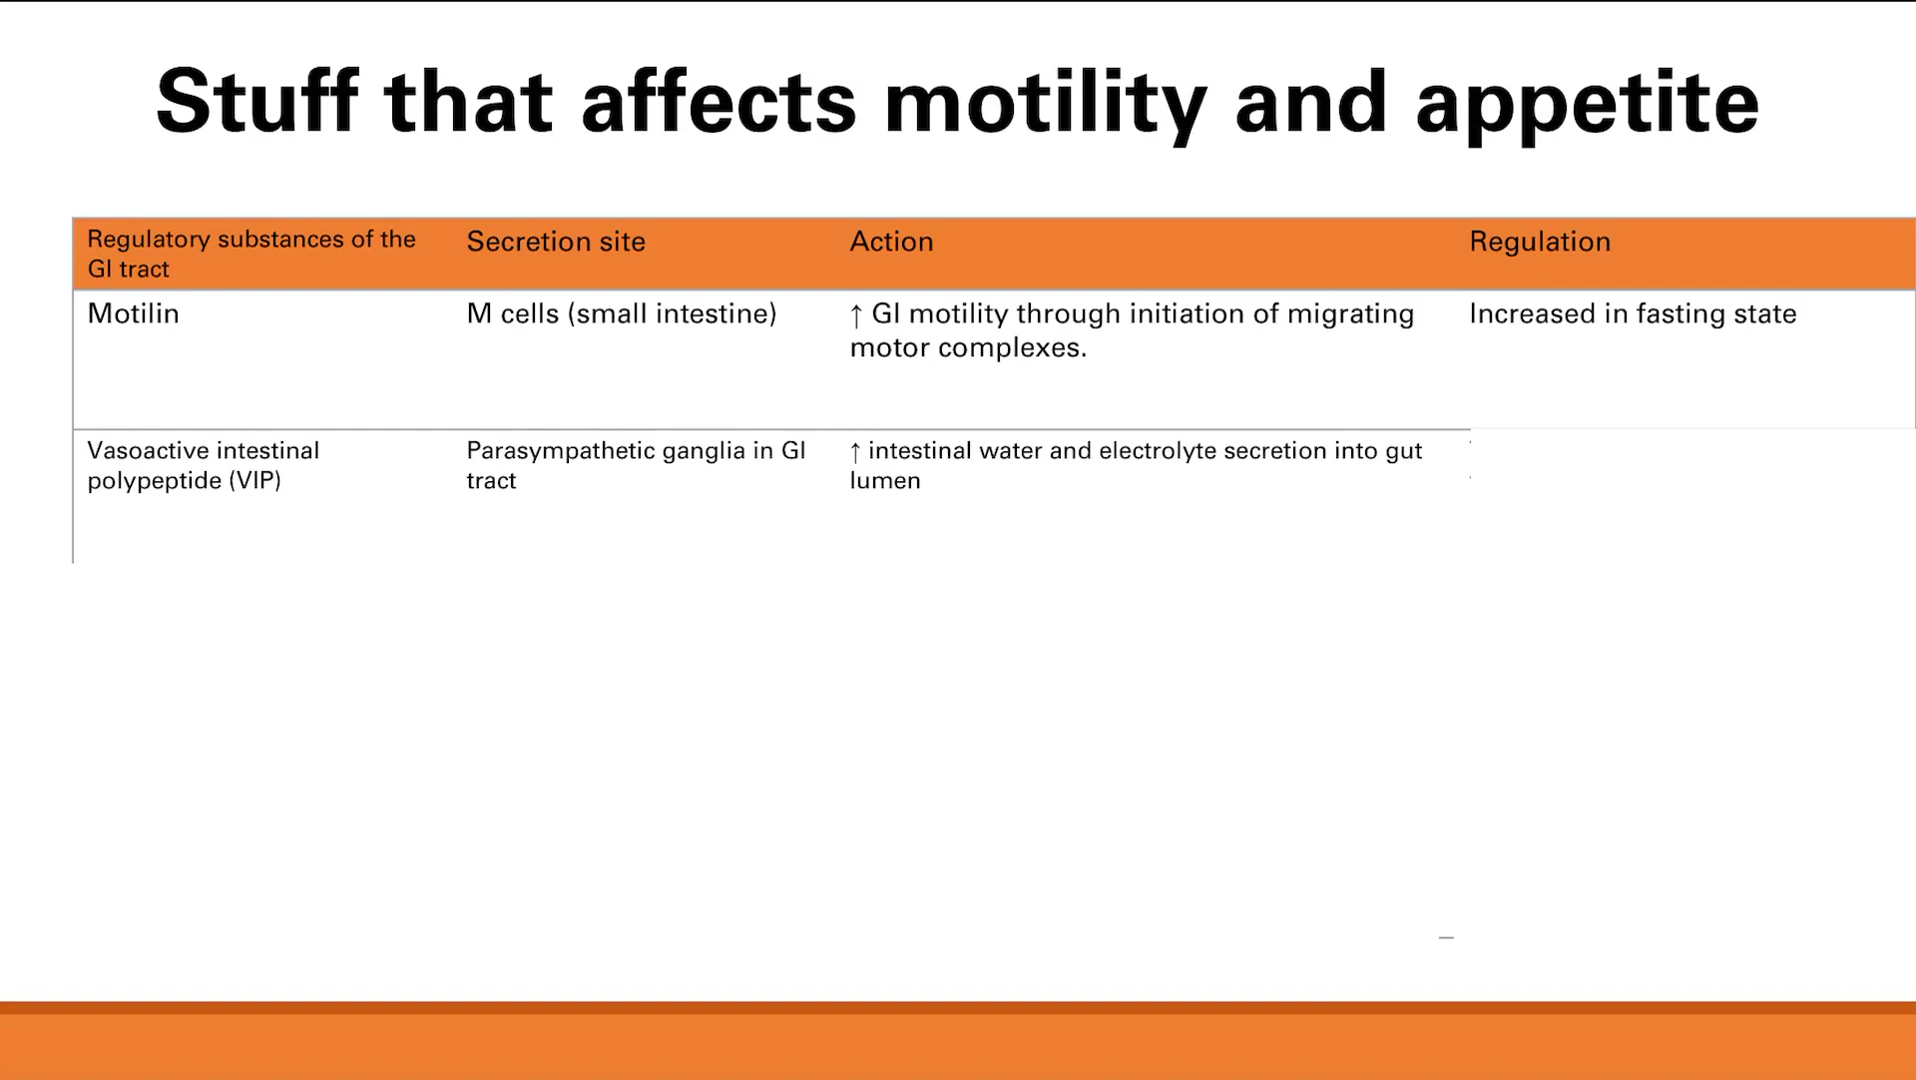 Stuff that affects motility and appetite
Regulatory substances of the
GI tract
Secretion site
Action
Regulation
Motilin
M cells (small intestine)
↑ GI motility through initiation of migrating
motor complexes.
Increased in fasting state
Vasoactive intestinal
polypeptide (VIP)
Parasympathetic ganglia in GI
tract
↑ intestinal water and electrolyte secretion into gut
lumen